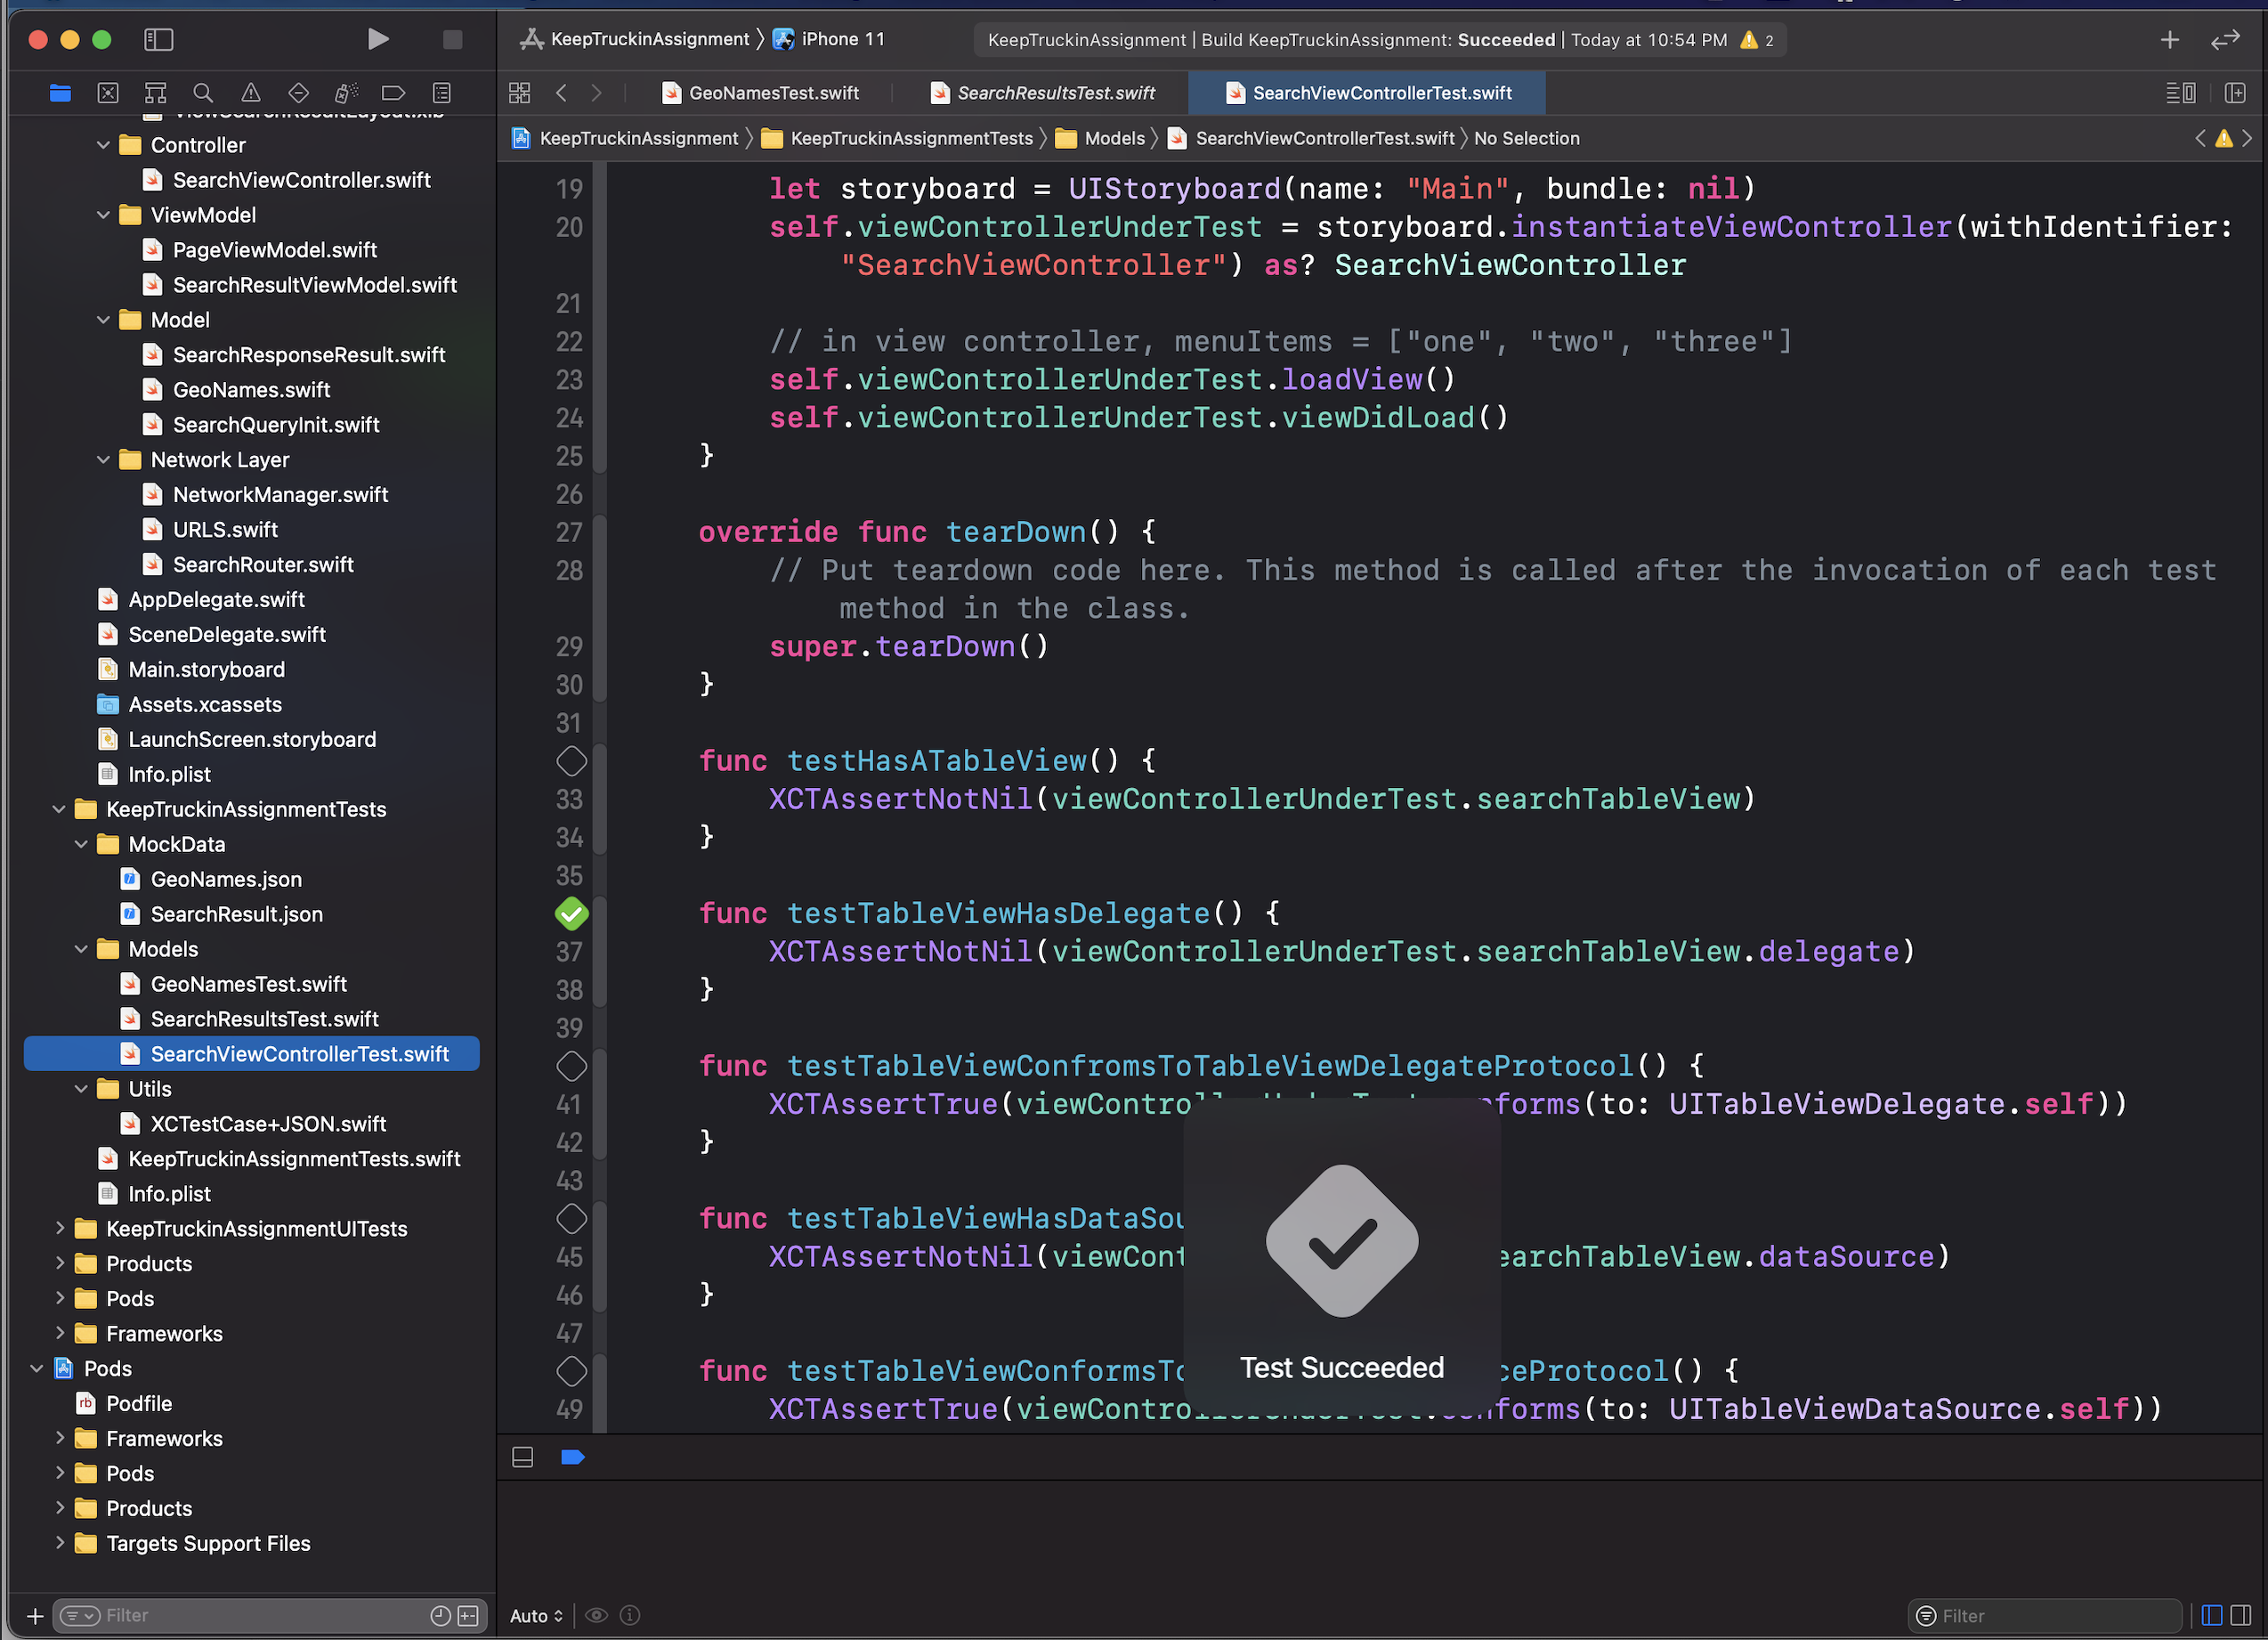 KeepTruckinAssignment 〉 iPhone 11
KeepTruckinAssignment | Build KeepTruckinAssignment: Succeeded | Today at 10:54 PM 2
GeoNamesTest.swift
SearchResultsTest.swift
SearchViewControllerTest.swift
KeepTruckinAssignment 〉 KeepTruckinAssignmentTests 〉 Models 〉 SearchViewControllerTest.swift 〉 No Selection
ViewSearchResultLayout.xib
Controller
SearchViewController.swift
ViewModel
PageViewModel.swift
SearchResultViewModel.swift
Model
SearchResponseResult.swift
GeoNames.swift
SearchQueryInit.swift
Network Layer
NetworkManager.swift
URLS.swift
SearchRouter.swift
AppDelegate.swift
SceneDelegate.swift
Main.storyboard
Assets.xcassets
LaunchScreen.storyboard
Info.plist
KeepTruckinAssignmentTests
MockData
GeoNames.json
SearchResult.json
Models
GeoNamesTest.swift
SearchResultsTest.swift
SearchViewControllerTest.swift
Utils
XCTestCase+JSON.swift
KeepTruckinAssignmentTests.swift
Info.plist
KeepTruckinAssignmentUITests
Products
Pods
Frameworks
Pods
rb Podfile
Frameworks
Pods
Products
Targets Support Files
Filter
19 let storyboard = UIStoryboard(name: "Main", bundle: nil)
20 self.viewControllerUnderTest = storyboard.instantiateViewController(withIdentifier:
"SearchViewController") as? SearchViewController
21
22 // in view controller, menuItems = ["one", "two", "three"]
23 self.viewControllerUnderTest.loadView()
24 self.viewControllerUnderTest.viewDidLoad()
25 }
26
27 override func tearDown() {
28 // Put teardown code here. This method is called after the invocation of each test
method in the class.
29 super.tearDown()
30 }
31
func testHasATableView() {
33 XCTAssertNotNil(viewControllerUnderTest.searchTableView)
34 }
35
func testTableViewHasDelegate() {
37 XCTAssertNotNil(viewControllerUnderTest.searchTableView.delegate)
38 }
39
func testTableViewConfromsToTableViewDelegateProtocol() {
41 XCTAssertTrue(viewControllerUnderTest.conforms(to: UITableViewDelegate.self))
42 }
43
func testTableViewHasDataSou
45 XCTAssertNotNil(viewCont earchTableView.dataSource)
46 }
47
func testTableViewConformsTo ceProtocol() {
49 XCTAssertTrue(viewControllerUnderTest.conforms(to: UITableViewDataSource.self))
Test Succeeded
Auto
Filter